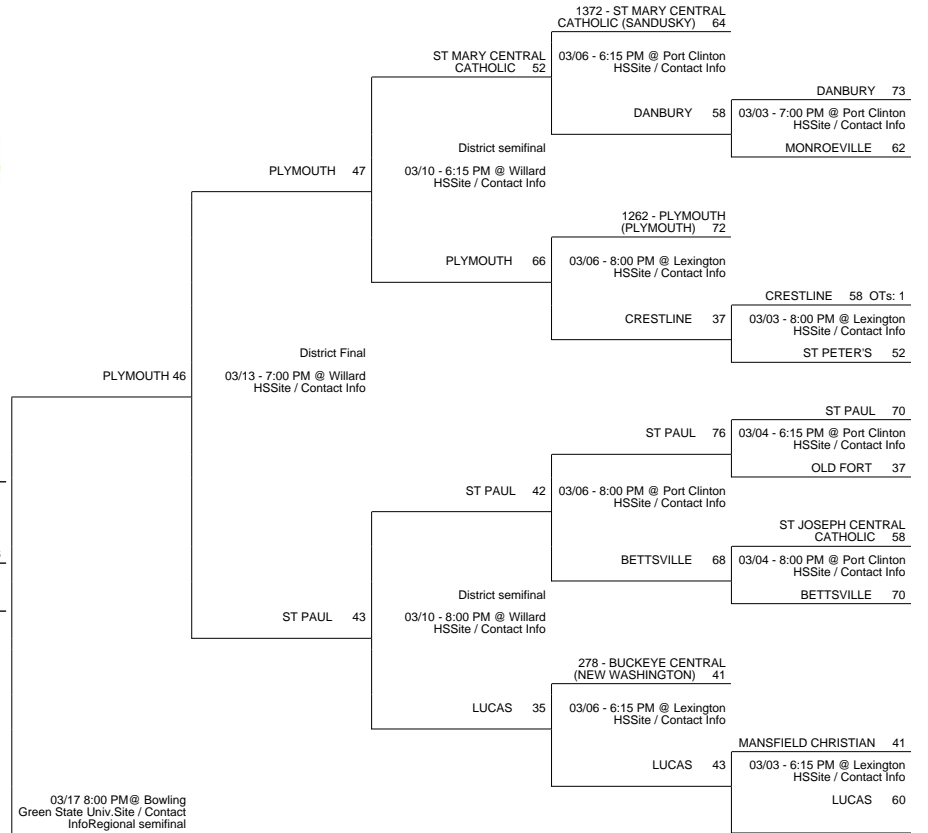 1372 - ST MARY CENTRAL
CATHOLIC (SANDUSKY) 64
ST MARY CENTRAL
CATHOLIC 52
03/06 - 6:15 PM @ Port Clinton
HSSite / Contact Info
DANBURY 73
DANBURY 58
03/03 - 7:00 PM @ Port Clinton
HSSite / Contact Info
MONROEVILLE 62
District semifinal
PLYMOUTH 47
03/10 - 6:15 PM @ Willard
HSSite / Contact Info
1262 - PLYMOUTH
(PLYMOUTH) 72
PLYMOUTH 66
03/06 - 8:00 PM @ Lexington
HSSite / Contact Info
CRESTLINE 58 OTs: 1
CRESTLINE 37
03/03 - 8:00 PM @ Lexington
HSSite / Contact Info
ST PETER'S 52
District Final
PLYMOUTH 46
03/13 - 7:00 PM @ Willard
HSSite / Contact Info
ST PAUL 70
ST PAUL 76
03/04 - 6:15 PM @ Port Clinton
HSSite / Contact Info
OLD FORT 37
ST PAUL 42
03/06 - 8:00 PM @ Port Clinton
HSSite / Contact Info
ST JOSEPH CENTRAL
CATHOLIC 58
BETTSVILLE 68
03/04 - 8:00 PM @ Port Clinton
HSSite / Contact Info
BETTSVILLE 70
District semifinal
ST PAUL 43
03/10 - 8:00 PM @ Willard
HSSite / Contact Info
278 - BUCKEYE CENTRAL
(NEW WASHINGTON) 41
LUCAS 35
03/06 - 6:15 PM @ Lexington
HSSite / Contact Info
MANSFIELD CHRISTIAN 41
LUCAS 43
03/03 - 6:15 PM @ Lexington
HSSite / Contact Info
LUCAS 60
03/17 8:00 PM@ Bowling
Green State Univ.Site / Contact
InfoRegional semifinal